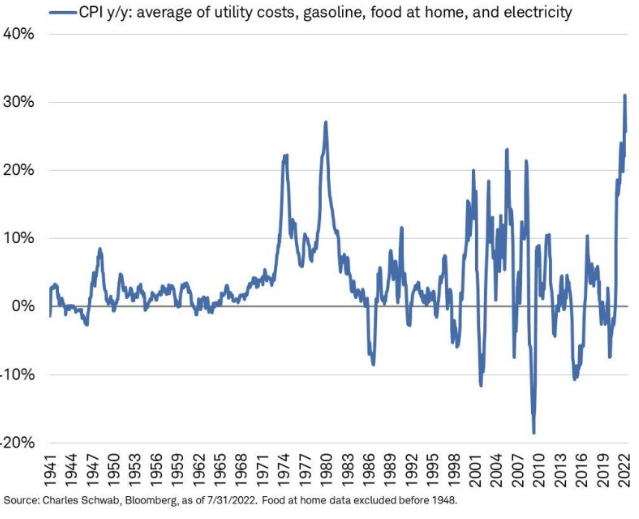 CPI y/y: average of utility costs, gasoline, food at home, and electricity
40%
30%
20%
10%
0%
-10%
-20%
1941 1944 1947 1950 1953 1956 1959 1962 1965 1968 1971 1974 1977 1980 1983 1986 1989 1992 1995 1998 2001 2004 2007 2010 2013 2016 2019 2022
Source: Charles Schwab, Bloomberg, as of 7/31/2022. Food at home data excluded before 1948.